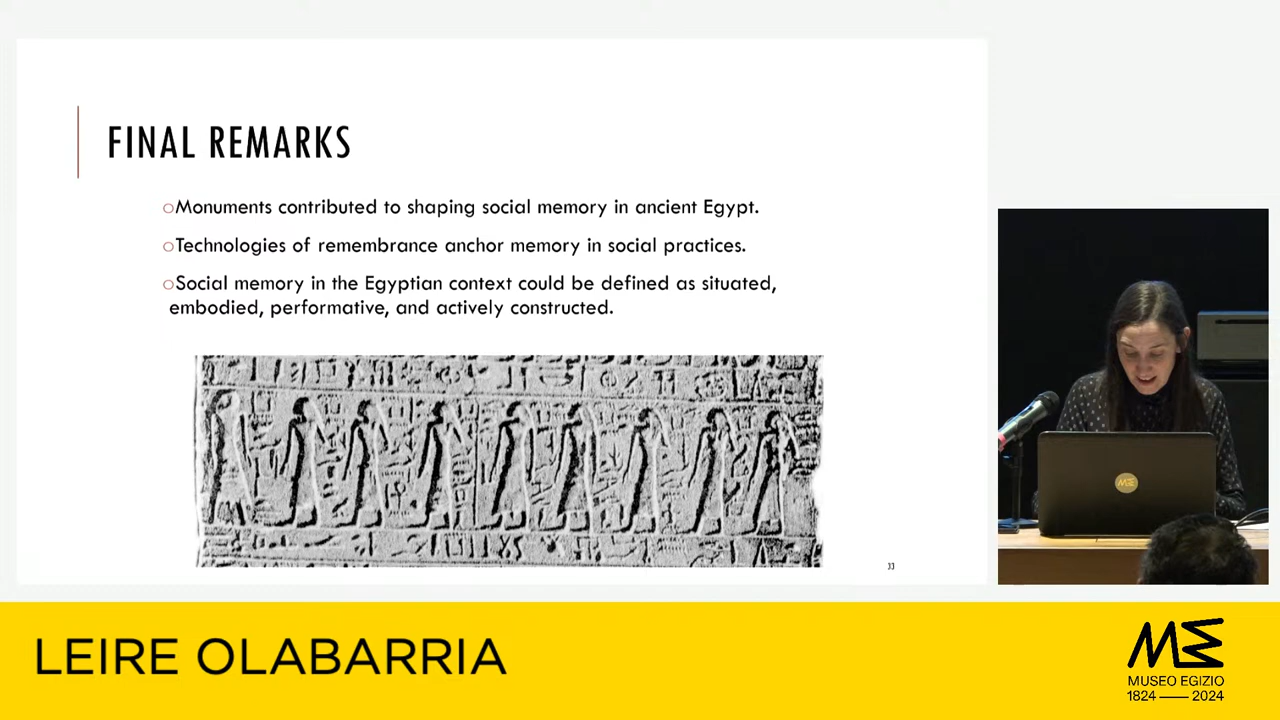 FINAL REMARKS
Monuments contributed to shaping social memory in ancient Egypt.
Technologies of remembrance anchor memory in social practices.
Social memory in the Egyptian context could be defined as situated,
embodied, performative, and actively constructed.
33
LEIRE OLABARRIA
ME
MUSEO EGIZIO
1824 — 2024